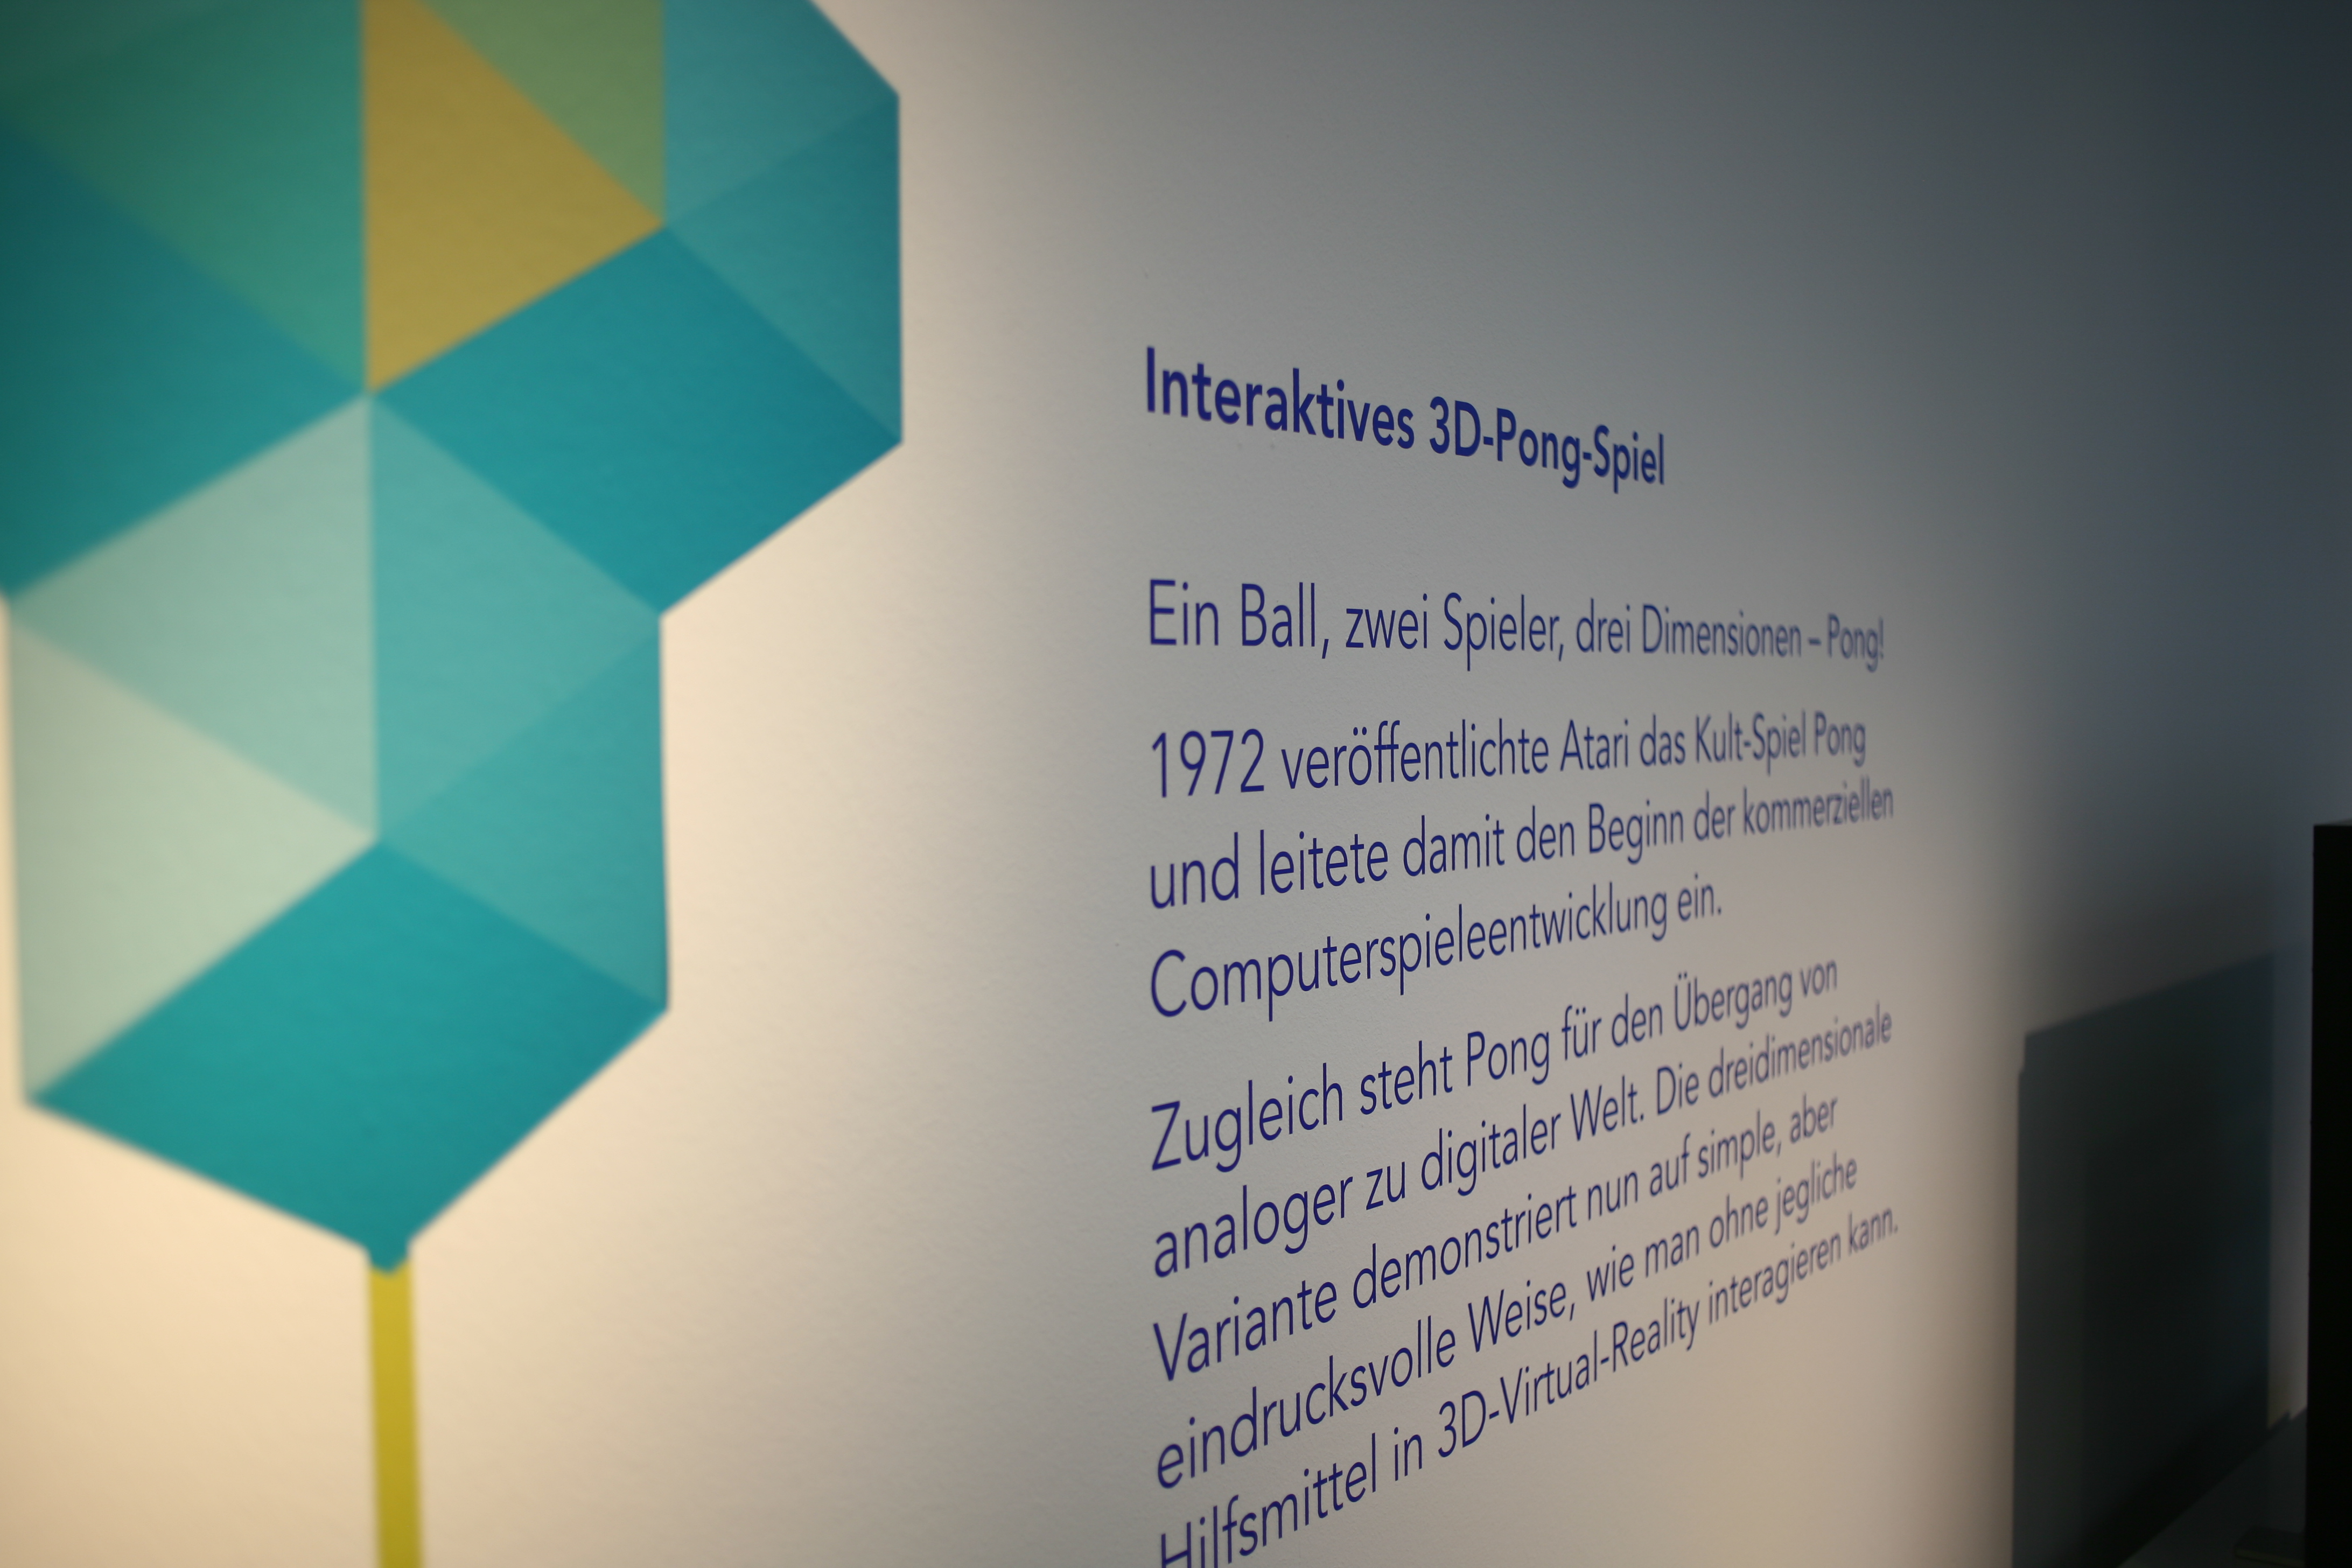 Interaktives 3D-Pong-Spiel
Ein Ball, zwei Spieler, drei Dimensionen – Pong!
1972 veröffentlichte Atari das Kult-Spiel Pong
und leitete damit den Beginn der kommerziellen
Computerspieleentwicklung ein.
Zugleich steht Pong für den Übergang von
analoger zu digitaler Welt. Die dreidimensionale
Variante demonstriert nun auf simple, aber
eindrucksvolle Weise, wie man ohne jegliche
Hilfsmittel in 3D-Virtual-Reality interagieren kann.